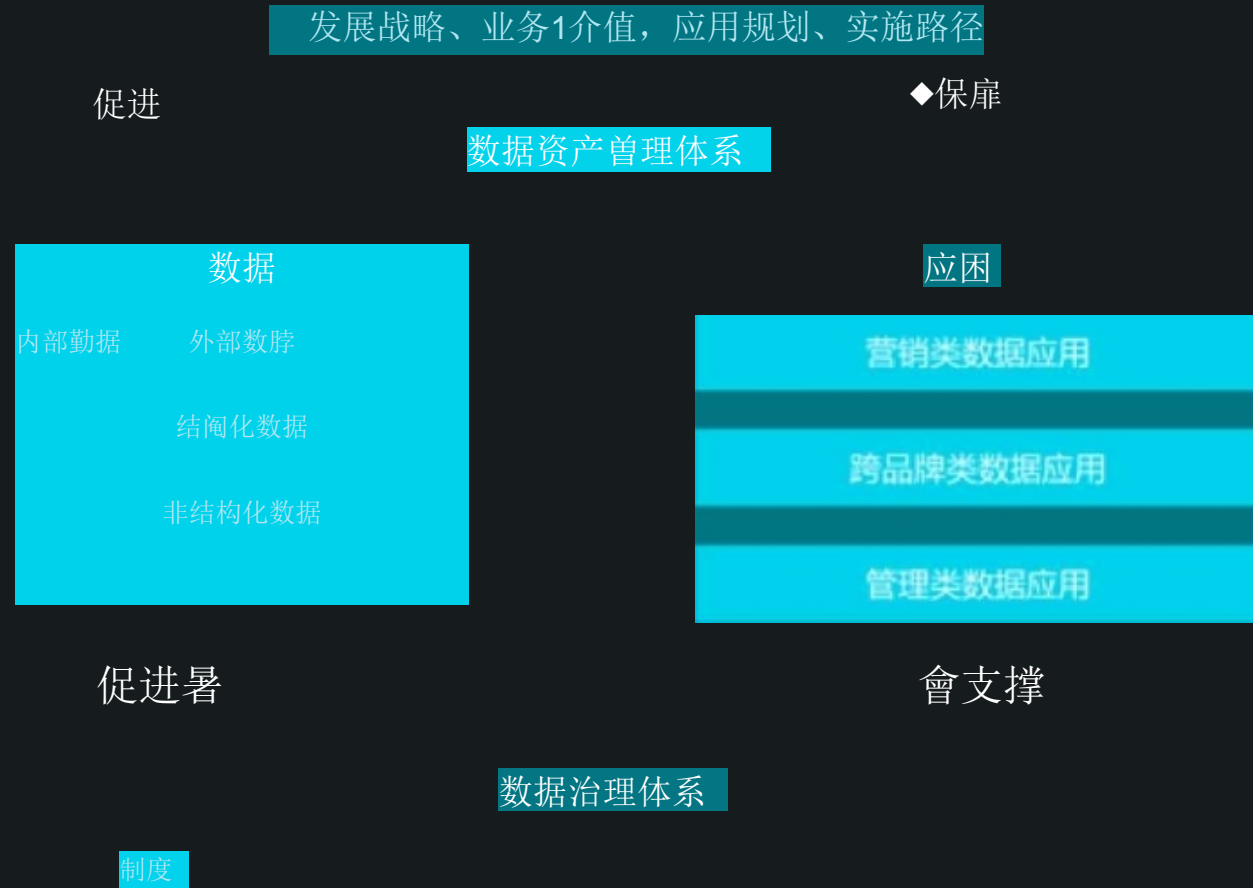 发展战略、业务1介值，应用规划、实施路径
促进
◆保扉
数据资产曾理体系
数据
应困
内部勤据 外部数脖
营销类数据应用
结阄化数据
跨品牌类数据应用
非结构化数据
管理类数据应用
促进暑
會支撑
数据治理体系
制度